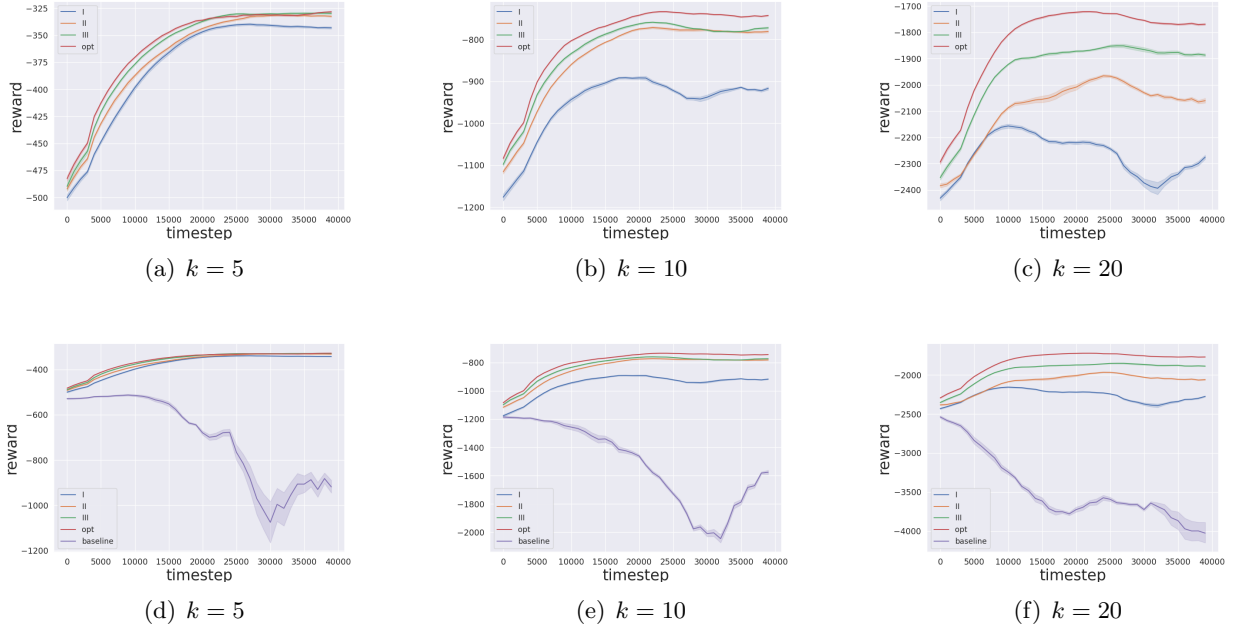 −325
−350
−375
−400
−425
−450
−475
−500
reward
I
II
III
opt
0 5000 10000 15000 20000 25000 30000 35000 40000
timestep
(a) k = 5
−800
−900
−1000
−1100
−1200
reward
I
II
III
opt
0 5000 10000 15000 20000 25000 30000 35000 40000
timestep
(b) k = 10
−1700
−1800
−1900
−2000
−2100
−2200
−2300
−2400
reward
I
II
III
opt
0 5000 10000 15000 20000 25000 30000 35000 40000
timestep
(c) k = 20
−400
−600
−800
−1000
−1200
reward
I
II
III
opt
baseline
0 5000 10000 15000 20000 25000 30000 35000 40000
timestep
(d) k = 5
−800
−1000
−1200
−1400
−1600
−1800
−2000
reward
I
II
III
opt
baseline
0 5000 10000 15000 20000 25000 30000 35000 40000
timestep
(e) k = 10
−2000
−2500
−3000
−3500
−4000
reward
I
II
III
opt
baseline
0 5000 10000 15000 20000 25000 30000 35000 40000
timestep
(f) k = 20